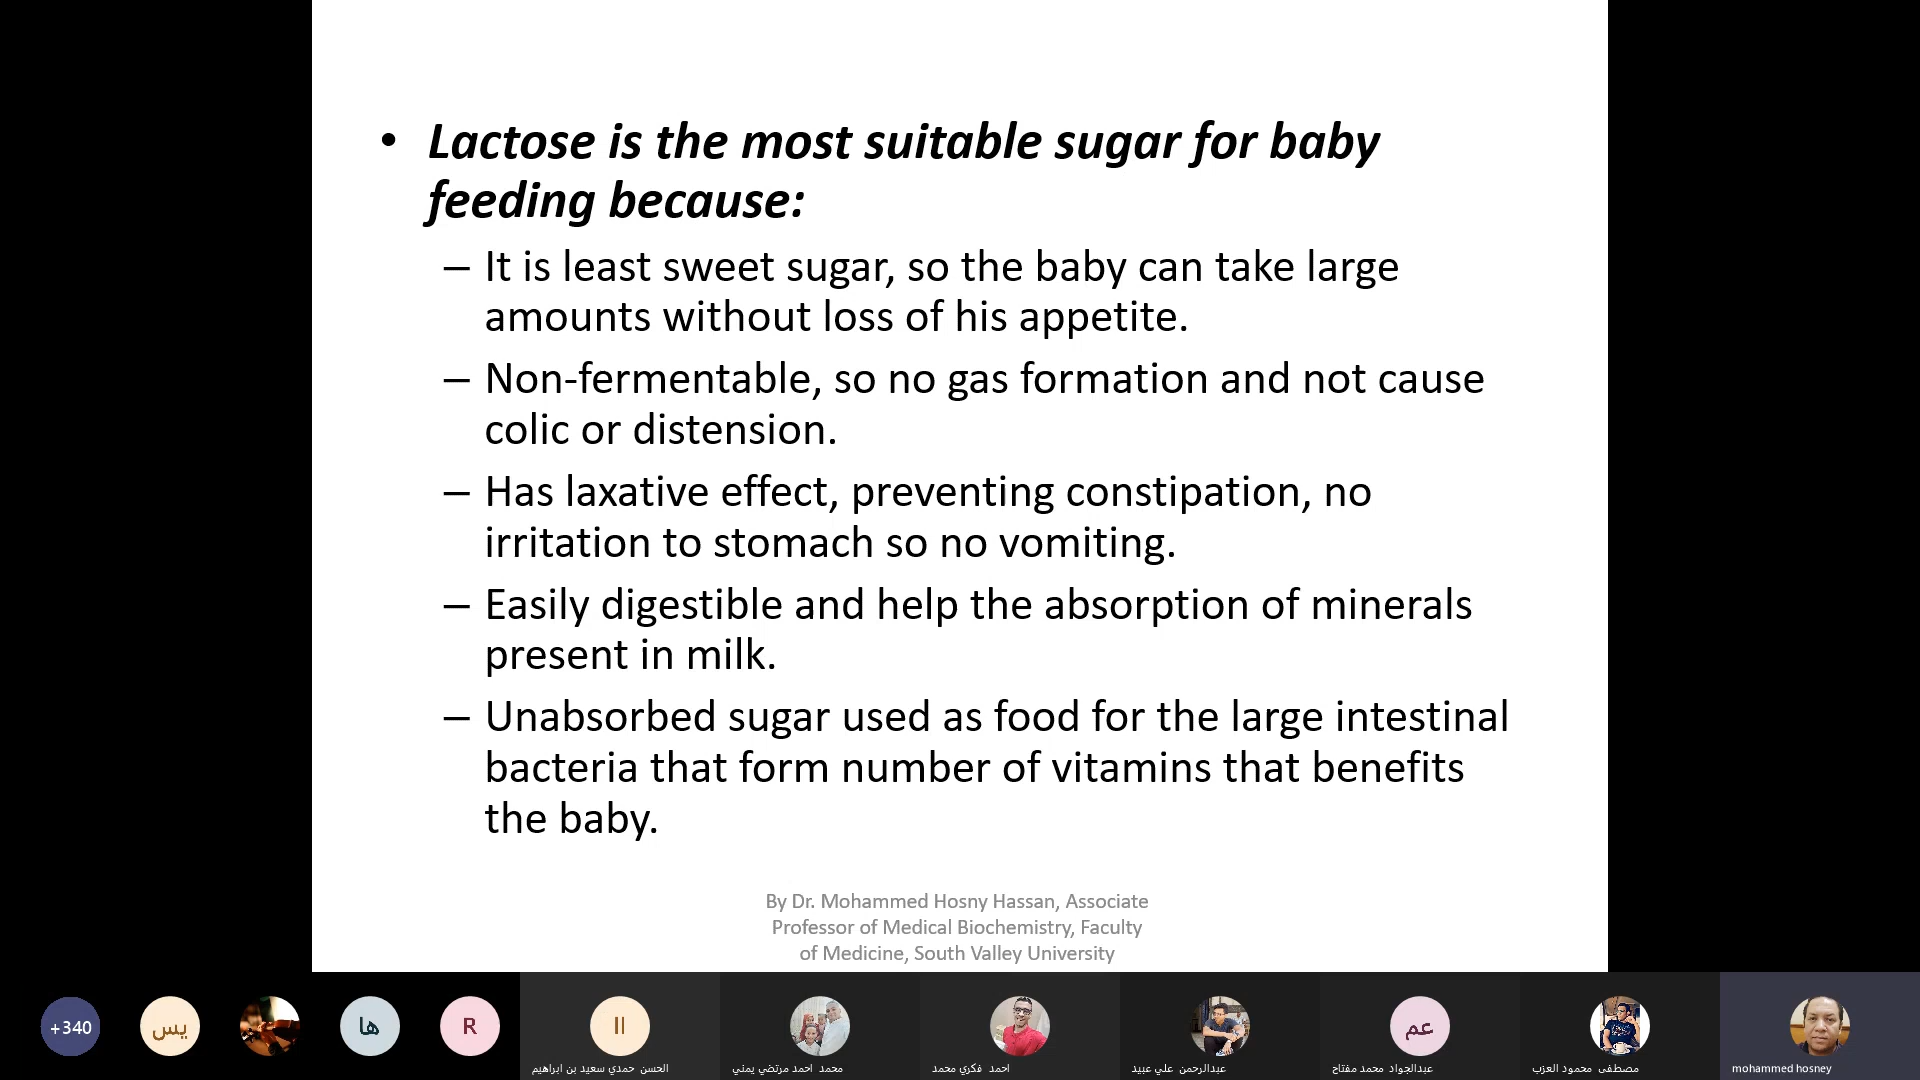 • Lactose is the most suitable sugar for baby
feeding because:
– It is least sweet sugar, so the baby can take large
amounts without loss of his appetite.
– Non-fermentable, so no gas formation and not cause
colic or distension.
– Has laxative effect, preventing constipation, no
irritation to stomach so no vomiting.
– Easily digestible and help the absorption of minerals
present in milk.
– Unabsorbed sugar used as food for the large intestinal
bacteria that form number of vitamins that benefits
the baby.
By Dr. Mohammed Hosny Hassan, Associate
Professor of Medical Biochemistry, Faculty
of Medicine, South Valley University
+340
يس
ها
R
اا
عم
الحسن حمدي سعيد بن ابراهيم
محمد احمد مرتضي يمني
احمد فكري محمد
عبدالرحمن علي عبيد
عبدالجواد محمد مفتاح
مصطفى محمود العزب
mohammed hosney